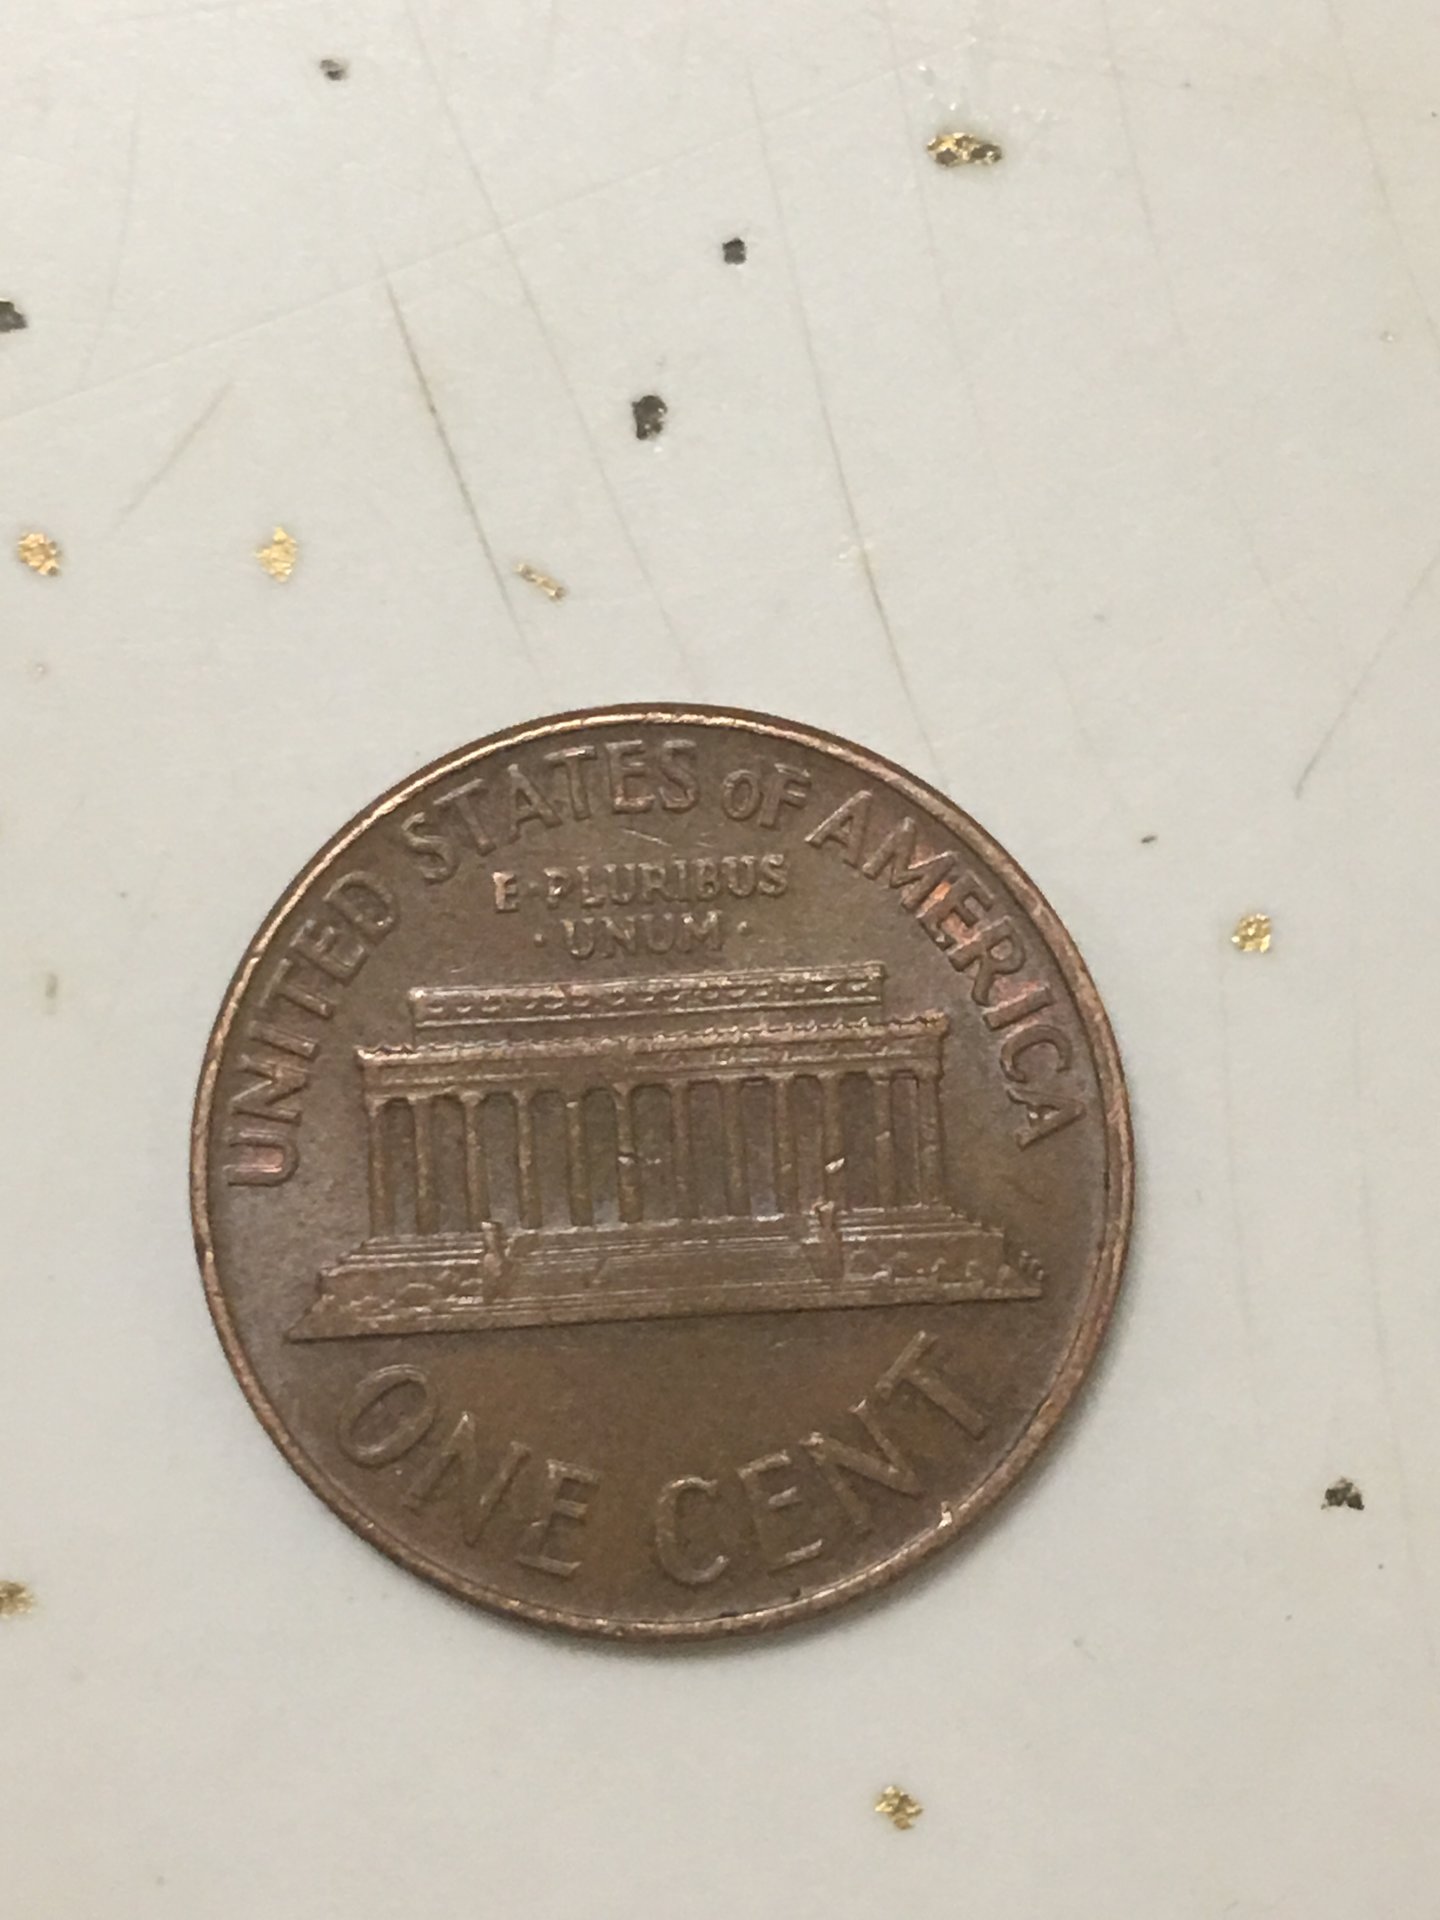 UNITED STATES OF AMERICA
E·PLURIBUS
·UNUM·
ONE CENT